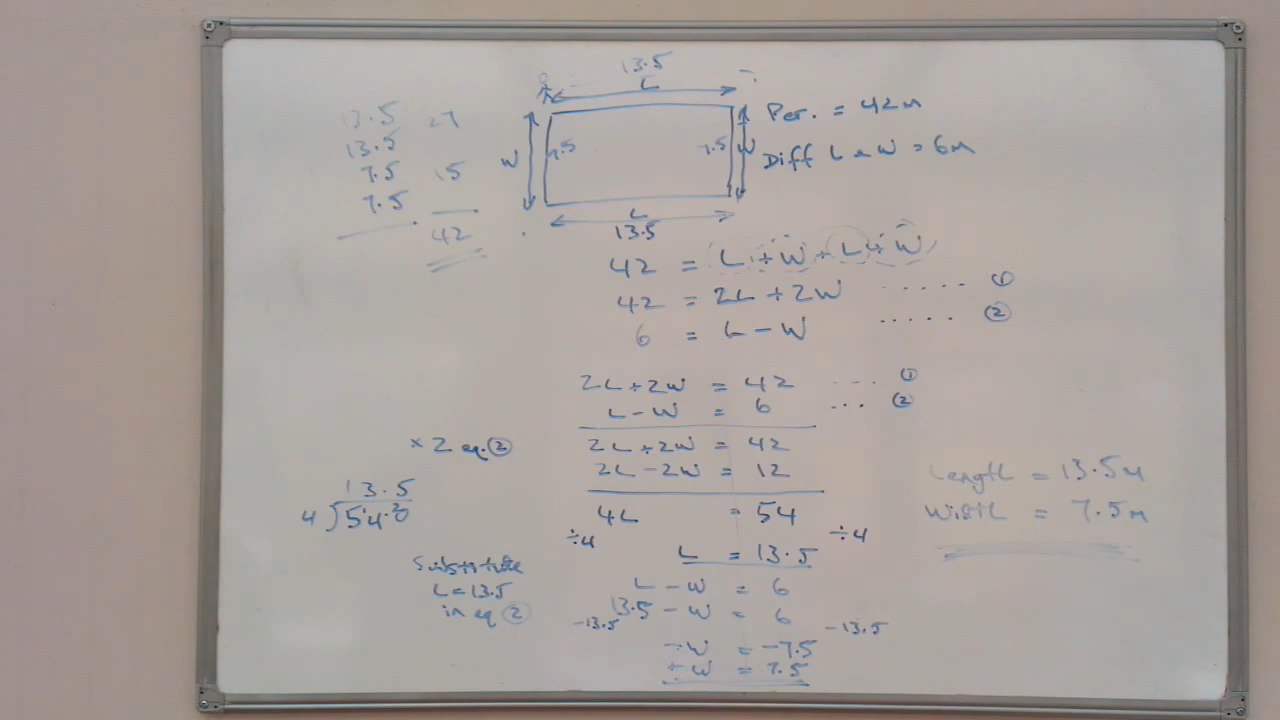 13.5
L
Per. = 42m
W
7.5
7.5
W
Diff L & W = 6m
L
13.5
13.5 27
13.5
7.5 15
7.5
42
42 = L + W + L + W
42 = 2L + 2W ...... ①
6 = L - W ..... ②
2L + 2W = 42 .... ①
L - W = 6 ... ②
× 2 eq. ②
2L + 2W = 42
2L - 2W = 12
4L = 54
÷4 ÷4
L = 13.5
13.5
4 54.0
Substitute
L = 13.5
in eq ②
L - W = 6
13.5 - W = 6
-13.5 -13.5
-W = -7.5
+W = 7.5
Length = 13.5m
Width = 7.5m